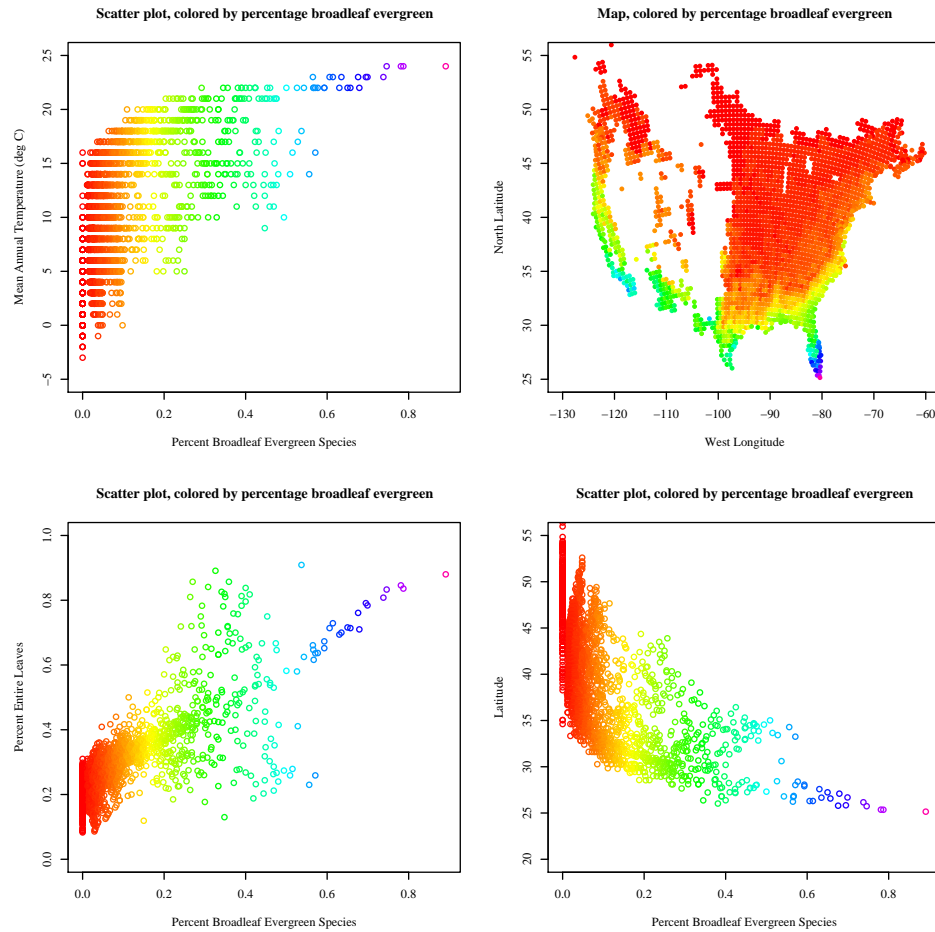 Scatter plot, colored by percentage broadleaf evergreen
Mean Annual Temperature (deg C)
25
20
15
10
5
0
−5
0.0 0.2 0.4 0.6 0.8
Percent Broadleaf Evergreen Species
Map, colored by percentage broadleaf evergreen
North Latitude
55
50
45
40
35
30
25
−130 −120 −110 −100 −90 −80 −70 −60
West Longitude
Scatter plot, colored by percentage broadleaf evergreen
Percent Entire Leaves
1.0
0.8
0.6
0.4
0.2
0.0
0.0 0.2 0.4 0.6 0.8
Percent Broadleaf Evergreen Species
Scatter plot, colored by percentage broadleaf evergreen
Latitude
55
50
45
40
35
30
25
20
0.0 0.2 0.4 0.6 0.8
Percent Broadleaf Evergreen Species